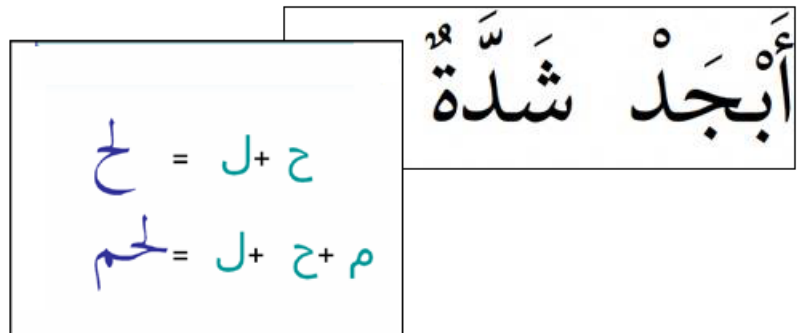 أَبْجَدْ شَدَّةٌ
لح = ل+ ح
لحم = ل+ ح+ م